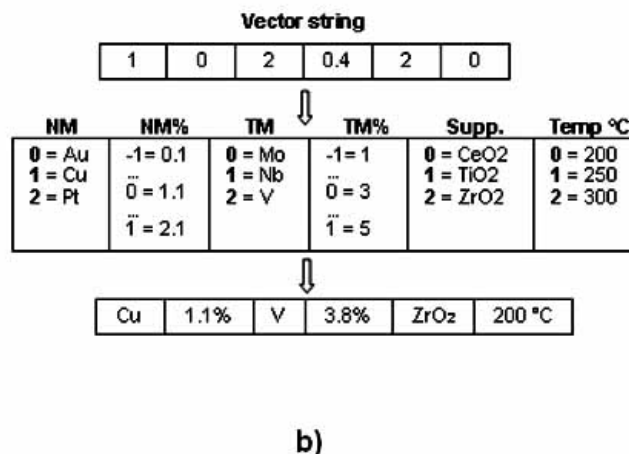 Vector string
1 0 2 0.4 2 0
NM NM% TM TM% Supp. Temp °C
0 = Au -1= 0.1 0 = Mo -1= 1 0 = CeO2 0 = 200
1 = Cu ... 1 = Nb ... 1 = TiO2 1 = 250
2 = Pt 0 = 1.1 2 = V 0 = 3 2 = ZrO2 2 = 300
... ...
1 = 2.1 1 = 5
Cu 1.1% V 3.8% ZrO₂ 200 °C
b)